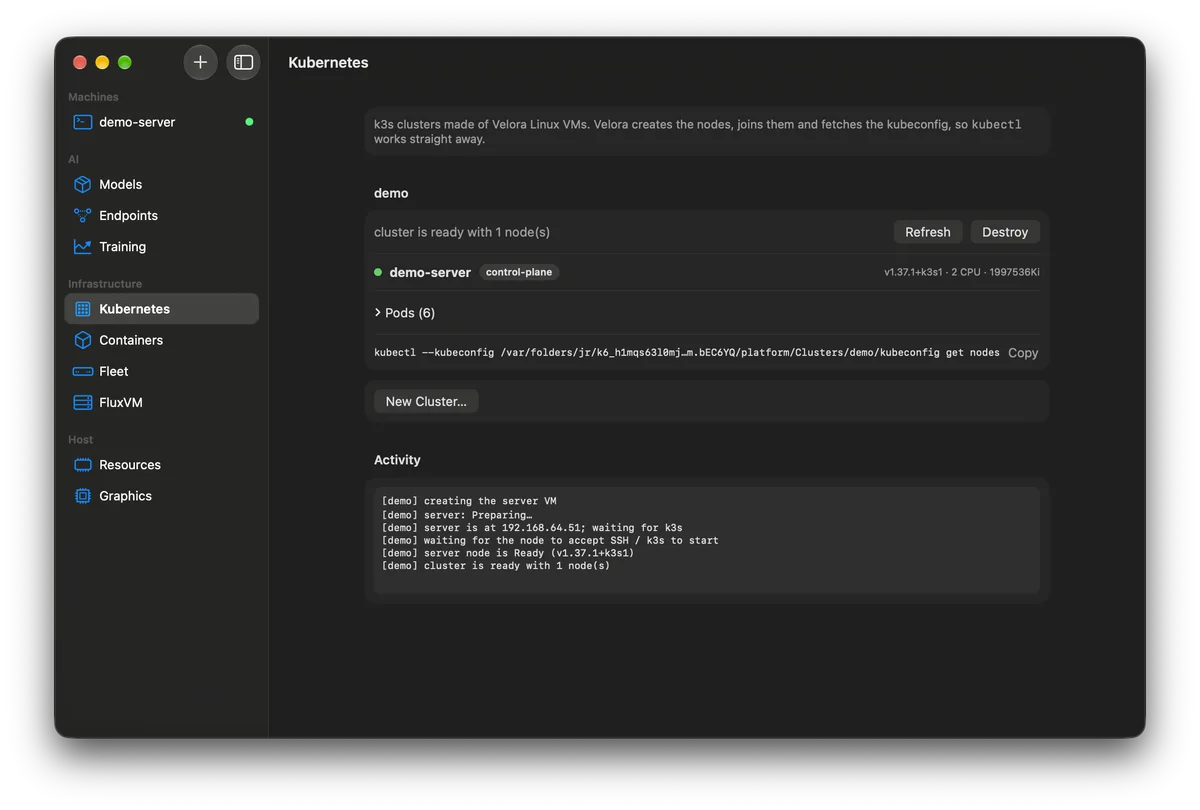 Kubernetes
Machines
demo-server
AI
Models
Endpoints
Training
Infrastructure
Kubernetes
Containers
Fleet
FluxVM
Host
Resources
Graphics
k3s clusters made of Velora Linux VMs. Velora creates the nodes, joins them and fetches the kubeconfig, so kubectl
works straight away.
demo
cluster is ready with 1 node(s)
Refresh
Destroy
demo-server control-plane
v1.37.1+k3s1 · 2 CPU · 1997536Ki
Pods (6)
kubectl --kubeconfig /var/folders/jr/k6_h1mqs63l0mj…m.bEC6YQ/platform/Clusters/demo/kubeconfig get nodes Copy
New Cluster...
Activity
[demo] creating the server VM
[demo] server: Preparing…
[demo] server is at 192.168.64.51; waiting for k3s
[demo] waiting for the node to accept SSH / k3s to start
[demo] server node is Ready (v1.37.1+k3s1)
[demo] cluster is ready with 1 node(s)